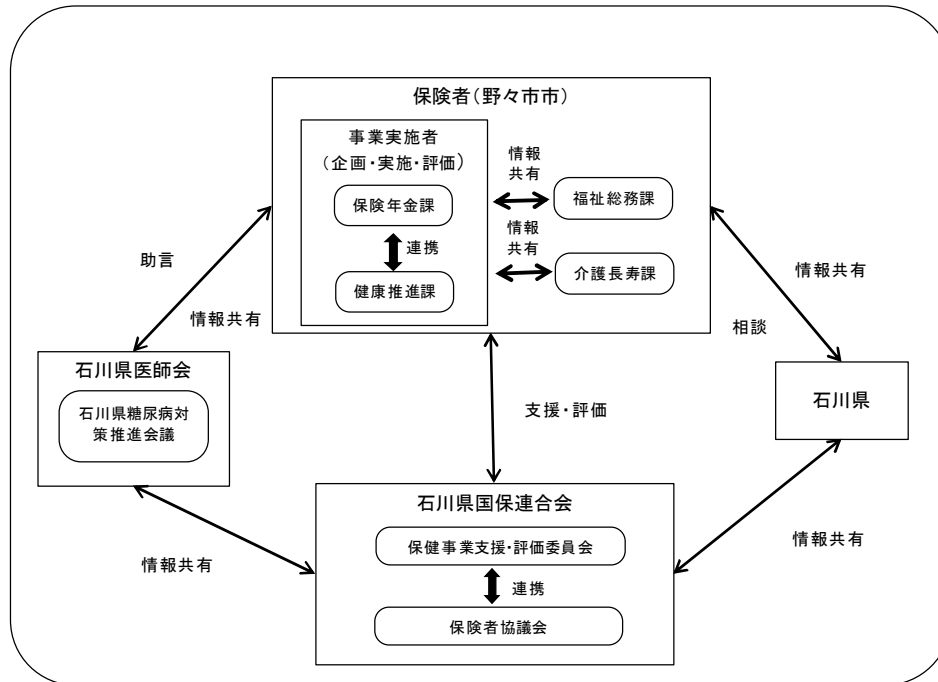 保険者（野々市市）
事業実施者
（企画・実施・評価）
保険年金課
連携
健康推進課
情報
共有
福祉総務課
情報
共有
介護長寿課
助言
情報共有
情報共有
相談
石川県医師会
石川県糖尿病対
策推進会議
支援・評価
石川県
石川県国保連合会
保健事業支援・評価委員会
連携
保険者協議会
情報共有
情報共有